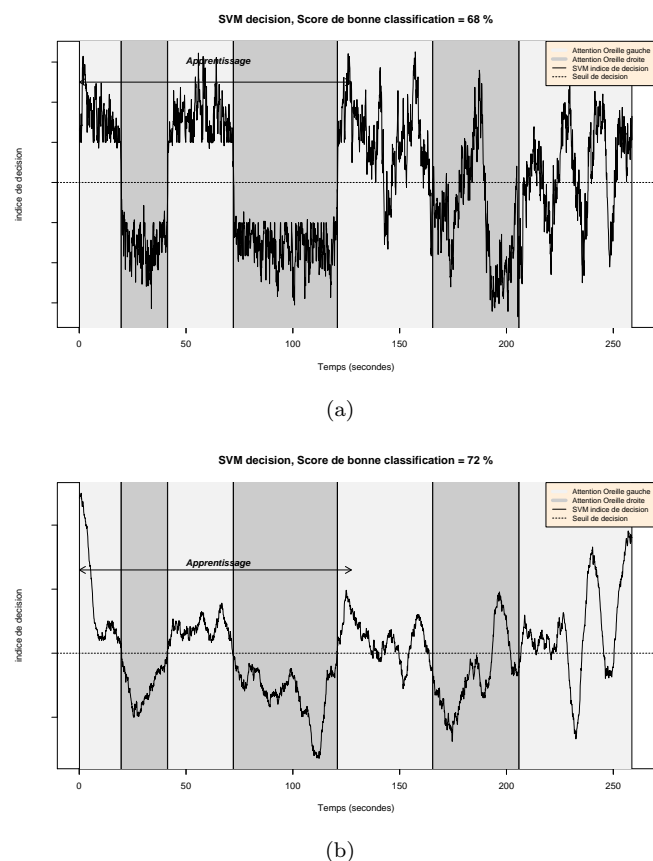 SVM decision, Score de bonne classification = 68 %
Attention Oreille gauche
Attention Oreille droite
SVM indice de decision
Seuil de decision
Apprentissage
indice de decision
0 50 100 150 200 250
Temps (secondes)
(a)
SVM decision, Score de bonne classification = 72 %
Attention Oreille gauche
Attention Oreille droite
SVM indice de decision
Seuil de decision
Apprentissage
indice de decision
0 50 100 150 200 250
Temps (secondes)
(b)